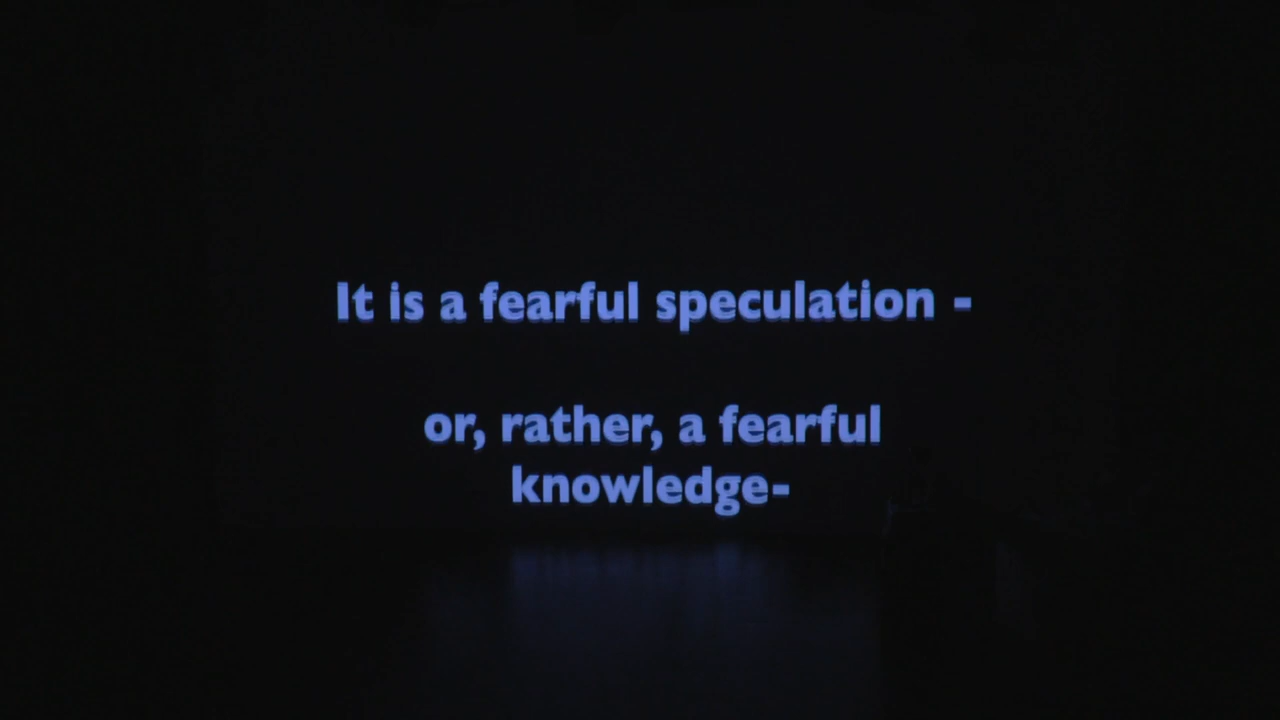 It is a fearful speculation -
or, rather, a fearful
knowledge-